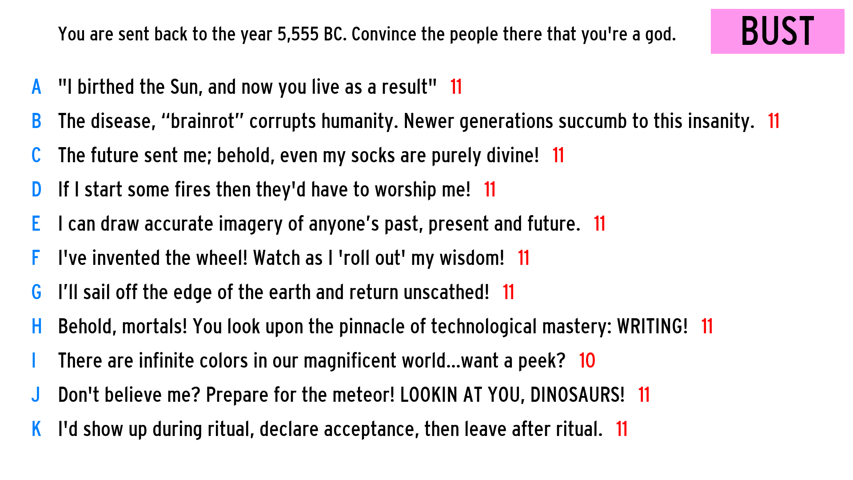 You are sent back to the year 5,555 BC. Convince the people there that you're a god.
BUST
A "I birthed the Sun, and now you live as a result" 11
B The disease, “brainrot” corrupts humanity. Newer generations succumb to this insanity. 11
C The future sent me; behold, even my socks are purely divine! 11
D If I start some fires then they'd have to worship me! 11
E I can draw accurate imagery of anyone’s past, present and future. 11
F I've invented the wheel! Watch as I 'roll out' my wisdom! 11
G I’ll sail off the edge of the earth and return unscathed! 11
H Behold, mortals! You look upon the pinnacle of technological mastery: WRITING! 11
I There are infinite colors in our magnificent world...want a peek? 10
J Don't believe me? Prepare for the meteor! LOOKIN AT YOU, DINOSAURS! 11
K I'd show up during ritual, declare acceptance, then leave after ritual. 11